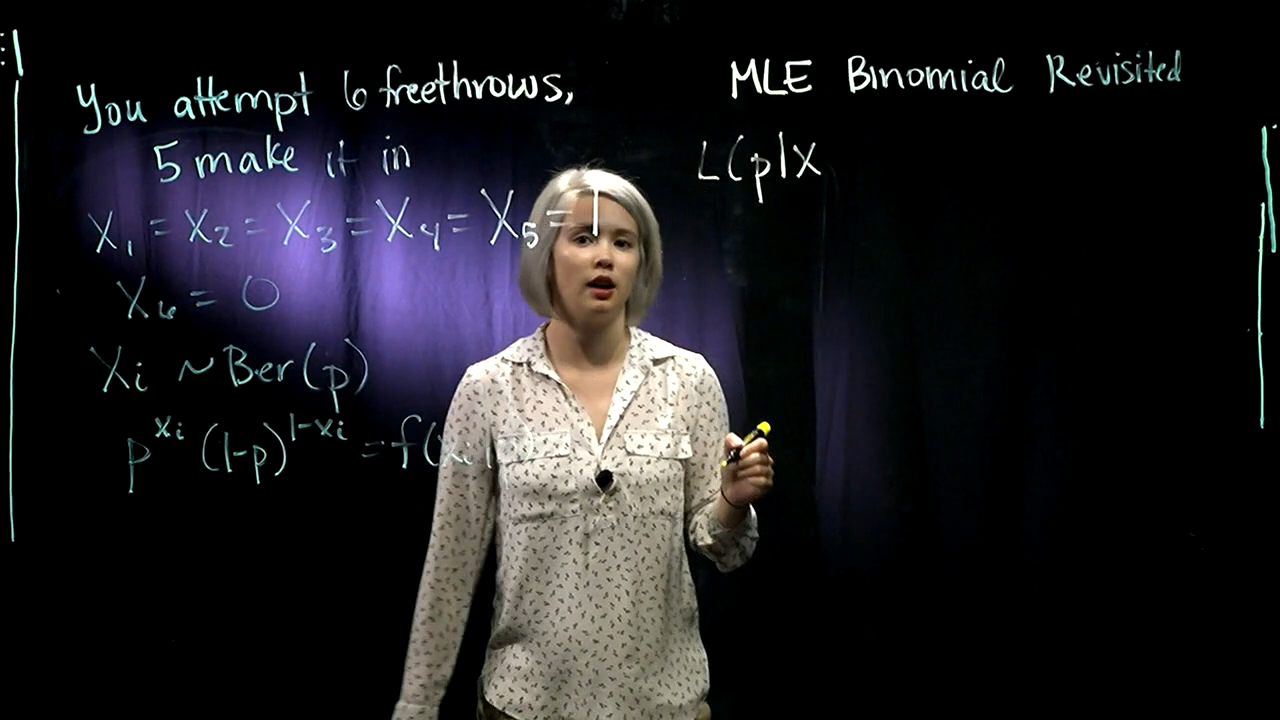 You attempt 6 freethrows,
5 make it in
X₁ = X₂ = X₃ = X₄ = X₅ = 1
X₆ = 0
Xᵢ ~ Ber(p)
p^xᵢ (1-p)^1-xᵢ = f(xᵢ|
MLE Binomial Revisited
L(p|X